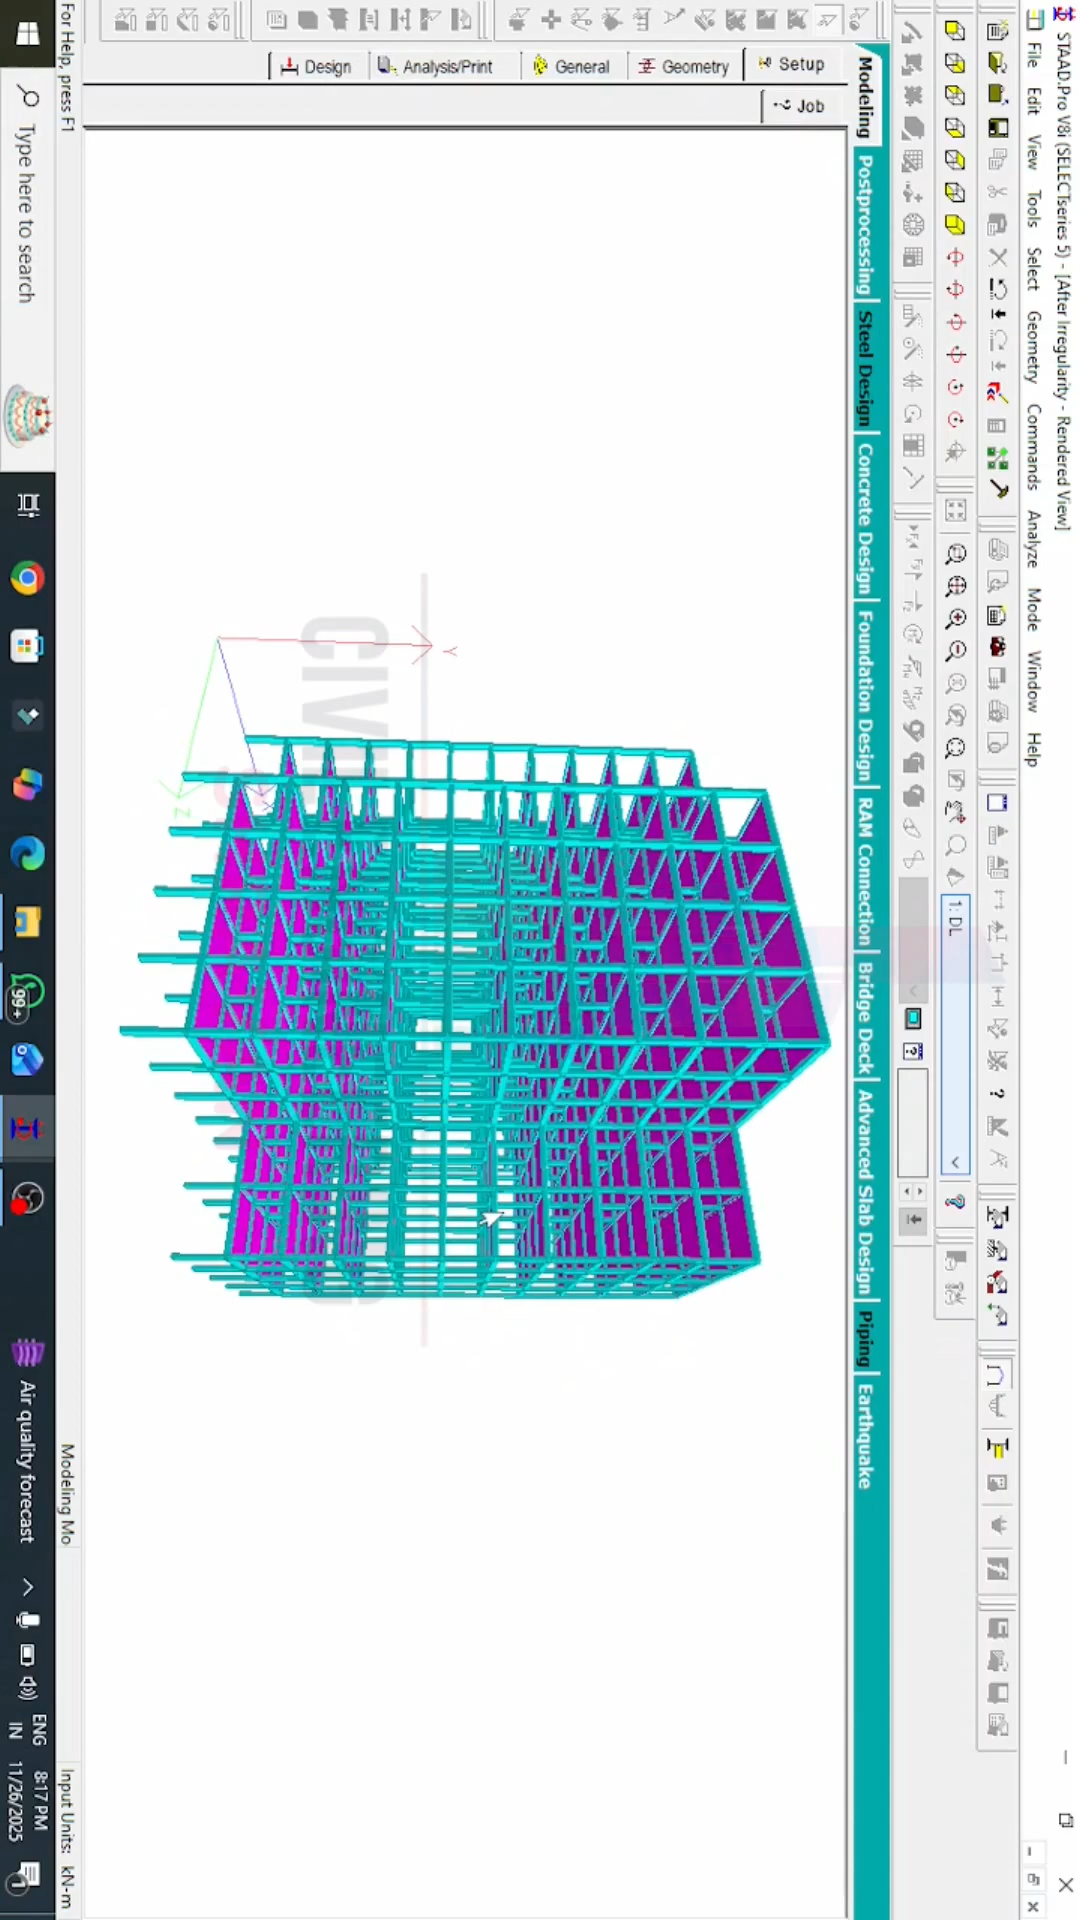 STAAD.Pro V8i (SELECTseries 5) - [After Irregularity - Rendered View]
File Edit View Tools Select Geometry Commands Analyze Mode Window Help
1: DL
Modeling Postprocessing Steel Design Concrete Design Foundation Design RAM Connection Bridge Deck Advanced Slab Design Piping Earthquake
Setup
Job
Geometry
General
Analysis/Print
Design
Y
X
Z
CIVIL
For Help, press F1
Modeling Mo
Input Units: kN-m
Type here to search
99+
Air quality forecast
ENG
IN
8:17 PM
11/26/2025
1